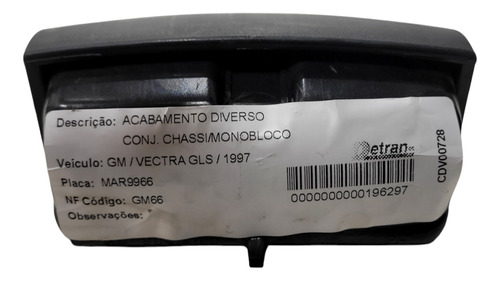 Descrição: ACABAMENTO DIVERSO
CONJ. CHASSI/MONOBLOCO
Veículo: GM / VECTRA GLS / 1997
Placa: MAR9966
NF Código: GM66
Observações:
Detran
0000000000196297
CDV00728